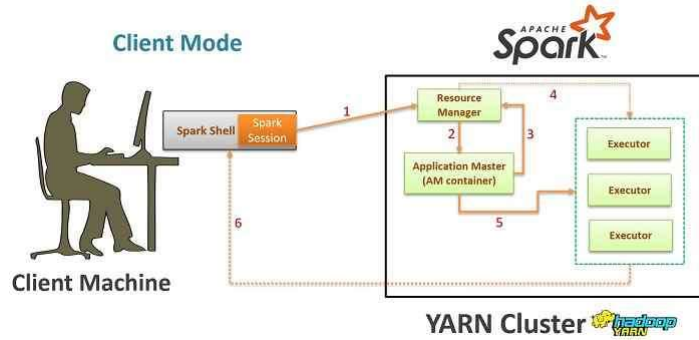 Client Mode
APACHE
Spark
Spark Shell
Spark
Session
1
Resource
Manager
4
2
3
Executor
Application Master
(AM container)
Executor
5
6
Executor
Client Machine
YARN Cluster
hadoop
YARN